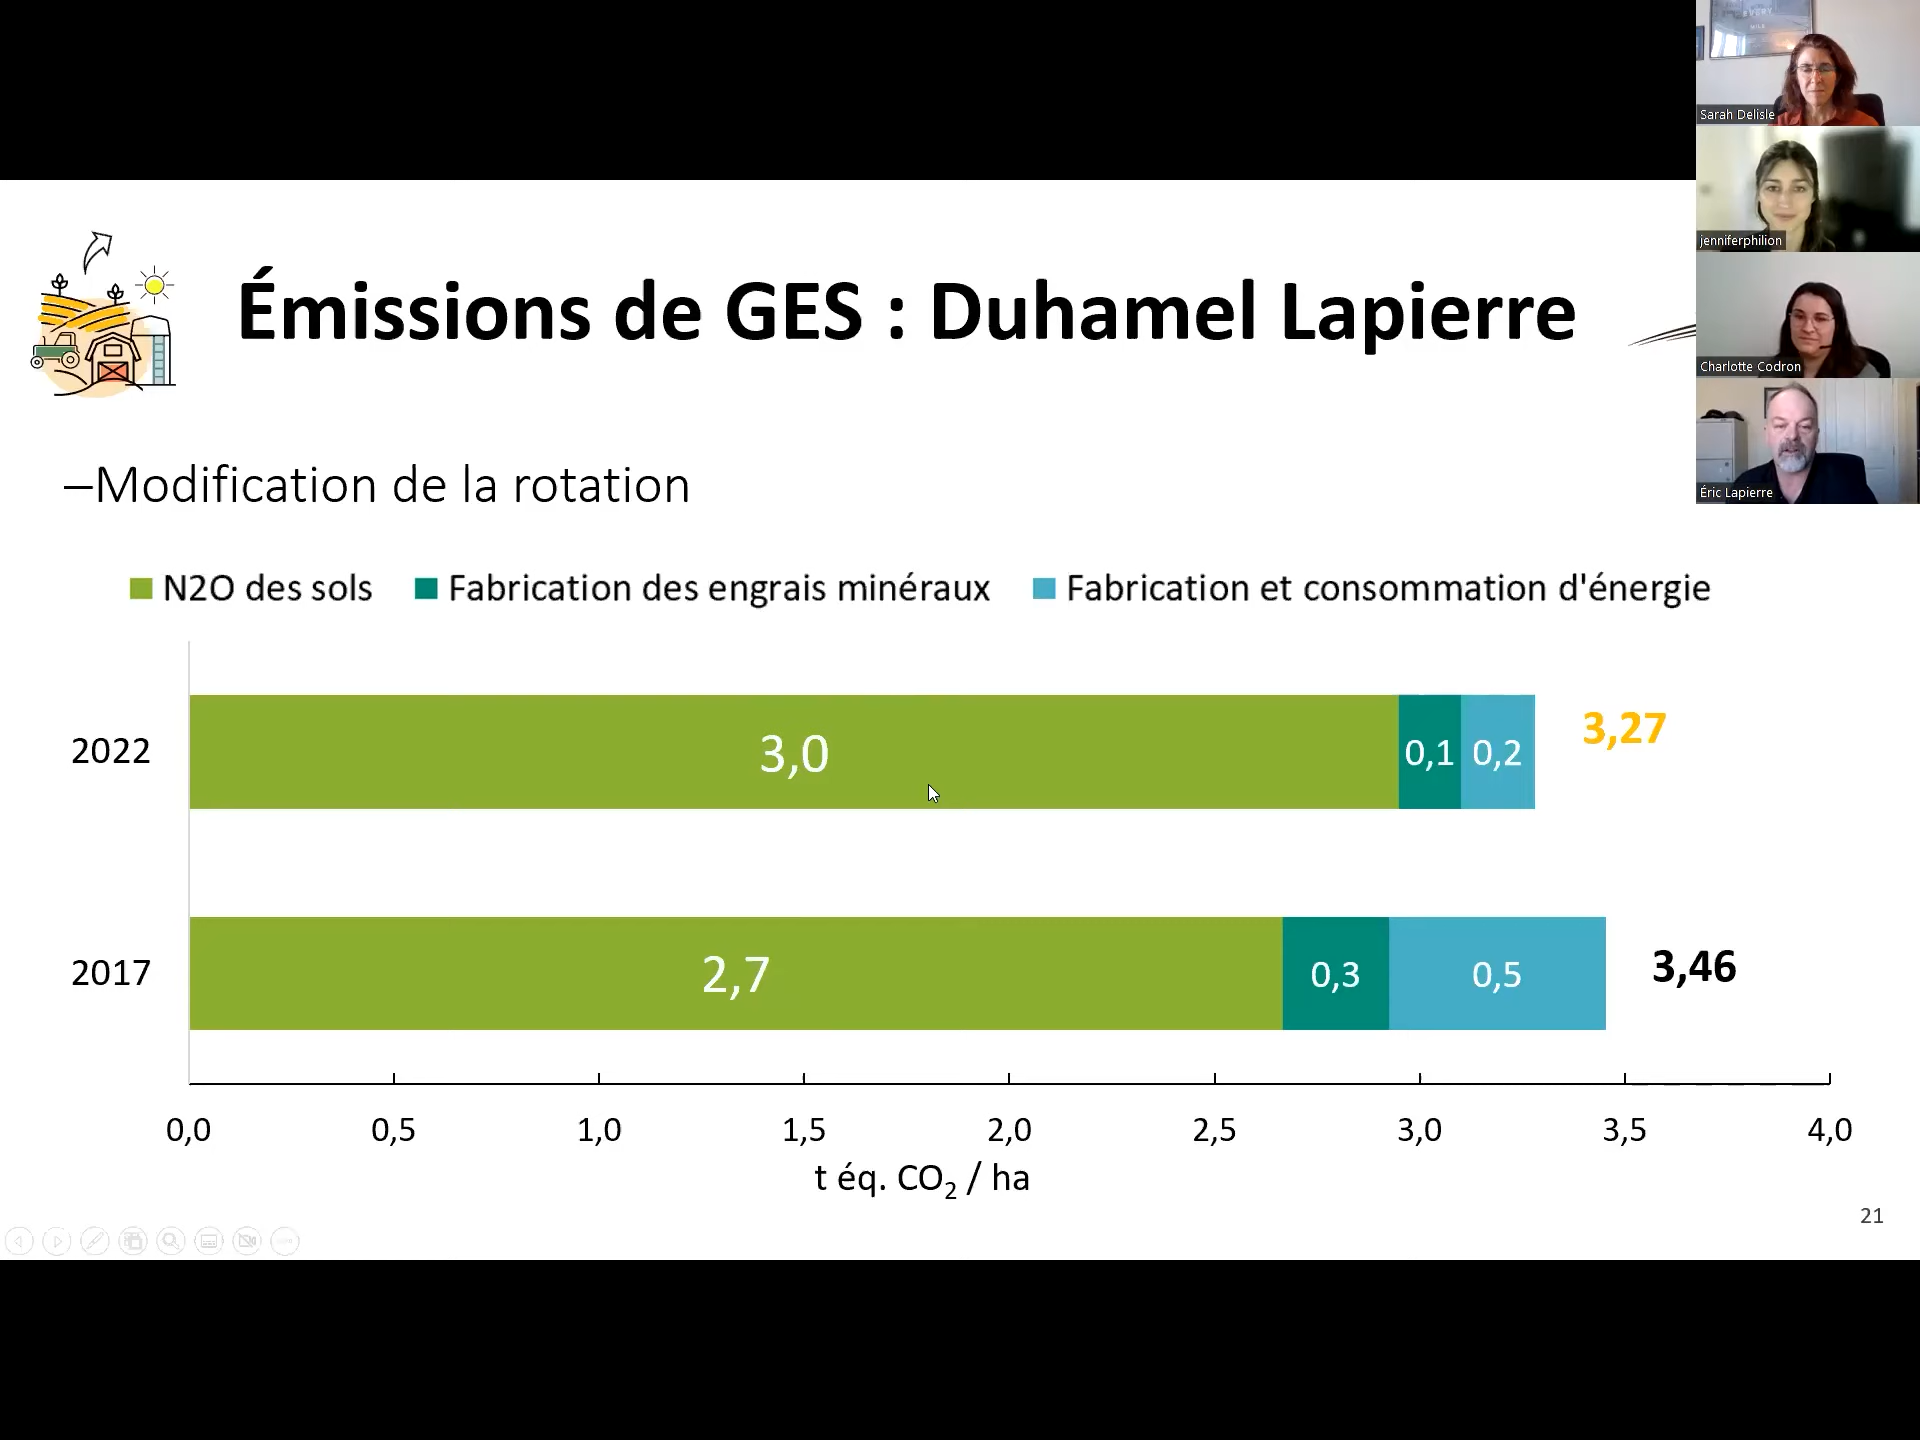 Sarah Delisle
jenniferphilion
Charlotte Codron
Éric Lapierre
Émissions de GES : Duhamel Lapierre
–Modification de la rotation
N2O des sols Fabrication des engrais minéraux Fabrication et consommation d'énergie
2022 3,0 0,1 0,2 3,27
2017 2,7 0,3 0,5 3,46
0,0 0,5 1,0 1,5 2,0 2,5 3,0 3,5 4,0
t éq. CO₂ / ha
21